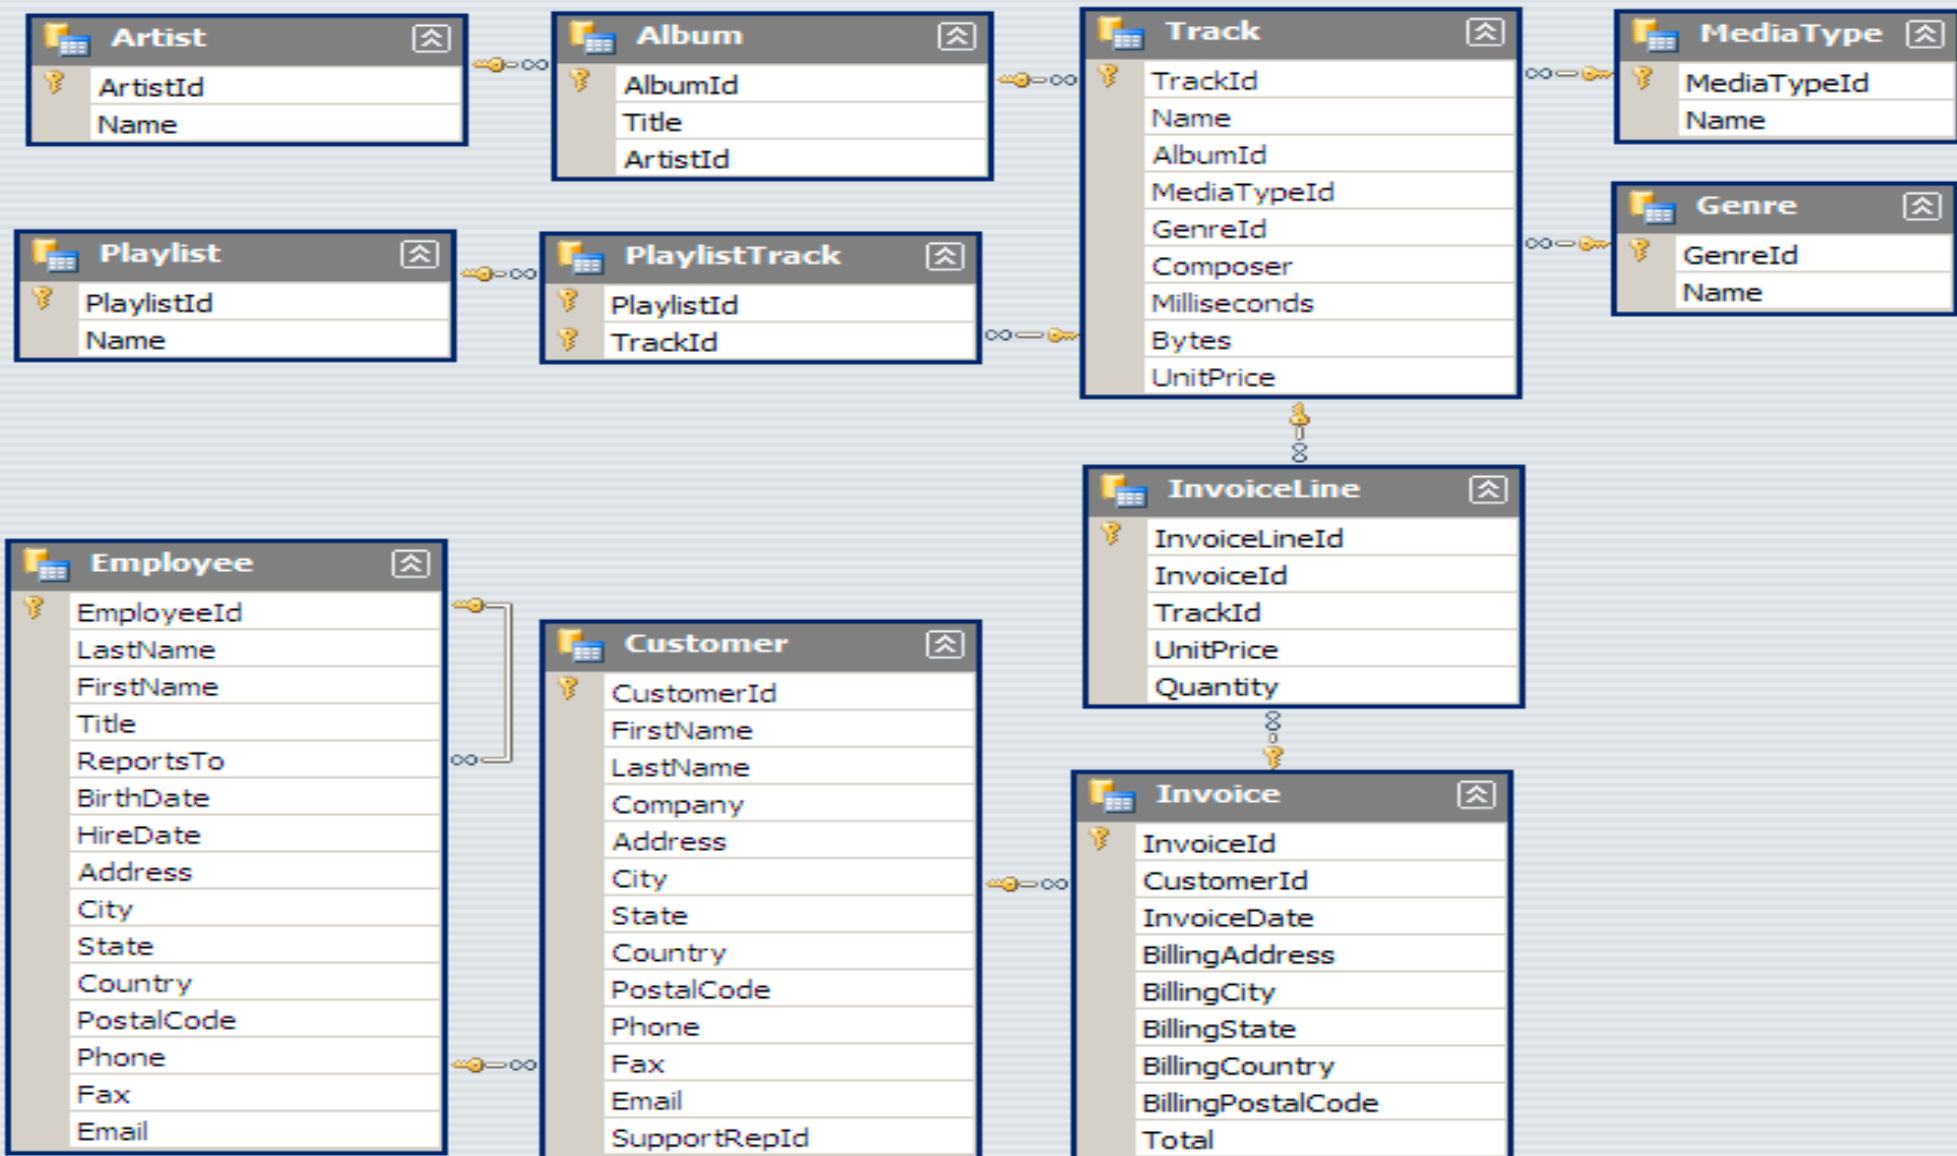 Artist
ArtistId
Name
Album
AlbumId
Title
ArtistId
Track
TrackId
Name
AlbumId
MediaTypeId
GenreId
Composer
Milliseconds
Bytes
UnitPrice
MediaType
MediaTypeId
Name
Genre
GenreId
Name
Playlist
PlaylistId
Name
PlaylistTrack
PlaylistId
TrackId
InvoiceLine
InvoiceLineId
InvoiceId
TrackId
UnitPrice
Quantity
Employee
EmployeeId
LastName
FirstName
Title
ReportsTo
BirthDate
HireDate
Address
City
State
Country
PostalCode
Phone
Fax
Email
Customer
CustomerId
FirstName
LastName
Company
Address
City
State
Country
PostalCode
Phone
Fax
Email
SupportRepId
Invoice
InvoiceId
CustomerId
InvoiceDate
BillingAddress
BillingCity
BillingState
BillingCountry
BillingPostalCode
Total